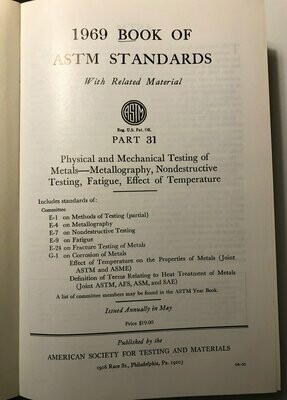 1969 BOOK OF
ASTM STANDARDS
With Related Material
ASTM
Reg. U.S. Pat. Off.
PART 31
Physical and Mechanical Testing of
Metals—Metallography, Nondestructive
Testing, Fatigue, Effect of Temperature
Includes standards of:
Committee
E-1 on Methods of Testing (partial)
E-4 on Metallography
E-7 on Nondestructive Testing
E-9 on Fatigue
E-24 on Fracture Testing of Metals
G-1 on Corrosion of Metals
Effect of Temperature on the Properties of Metals (Joint
ASTM and ASME)
Definition of Terms Relating to Heat Treatment of Metals
(Joint ASTM, AFS, ASM, and SAE)
A list of committee members may be found in the ASTM Year Book.
Issued Annually in May
Price $19.00
Published by the
AMERICAN SOCIETY FOR TESTING AND MATERIALS
1916 Race St., Philadelphia, Pa. 19103